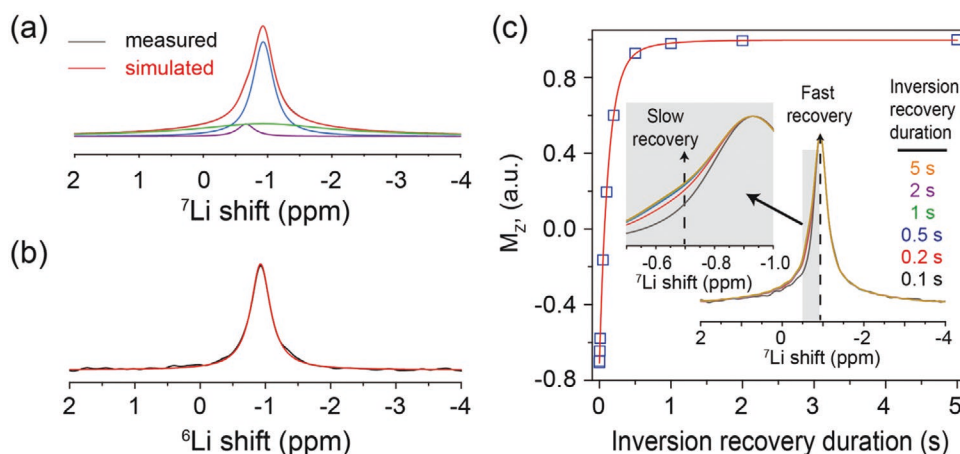 (a)
measured
simulated
2 1 0 -1 -2 -3 -4
⁷Li shift (ppm)
(b)
2 1 0 -1 -2 -3 -4
⁶Li shift (ppm)
(c)
0.8
0.4
0.0
-0.4
-0.8
M_Z, (a.u.)
Slow
recovery
-0.6 -0.8 -1.0
⁷Li shift (ppm)
Fast
recovery
Inversion
recovery
duration
5 s
2 s
1 s
0.5 s
0.2 s
0.1 s
2 0 -2 -4
⁷Li shift (ppm)
0 1 2 3 4 5
Inversion recovery duration (s)